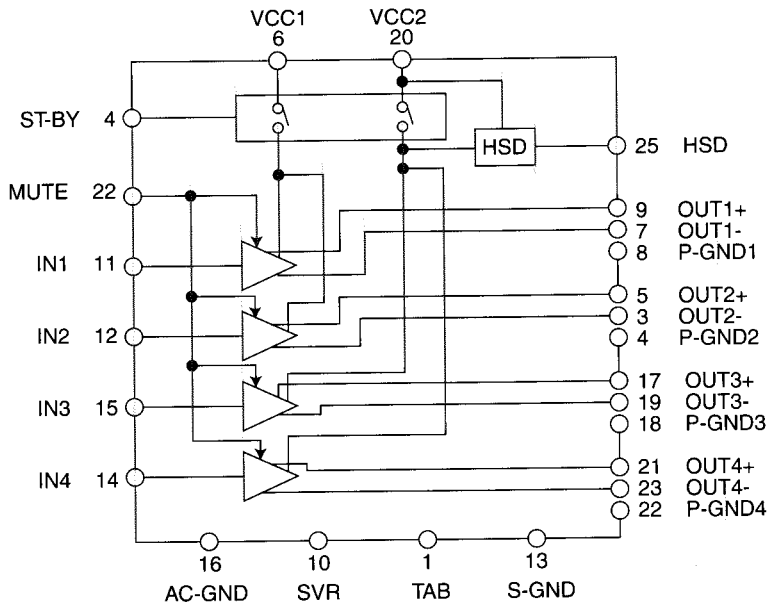 VCC1
6
VCC2
20
ST-BY 4
HSD
25 HSD
MUTE 22
9 OUT1+
7 OUT1-
8 P-GND1
IN1 11
5 OUT2+
3 OUT2-
4 P-GND2
IN2 12
17 OUT3+
19 OUT3-
18 P-GND3
IN3 15
21 OUT4+
23 OUT4-
22 P-GND4
IN4 14
16
AC-GND
10
SVR
1
TAB
13
S-GND